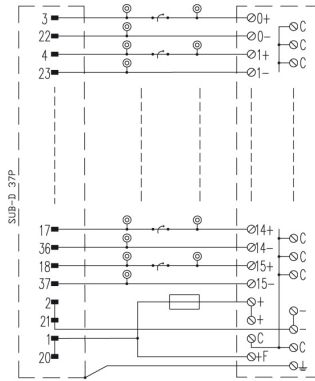 3 0+ C
22 0-
C
4 1+
C
23 1-
SUB-D 37P
17 14+ C
36 14-
C
18 15+
C
37 15-
2 + -
21 + -
1 C C
20 +F